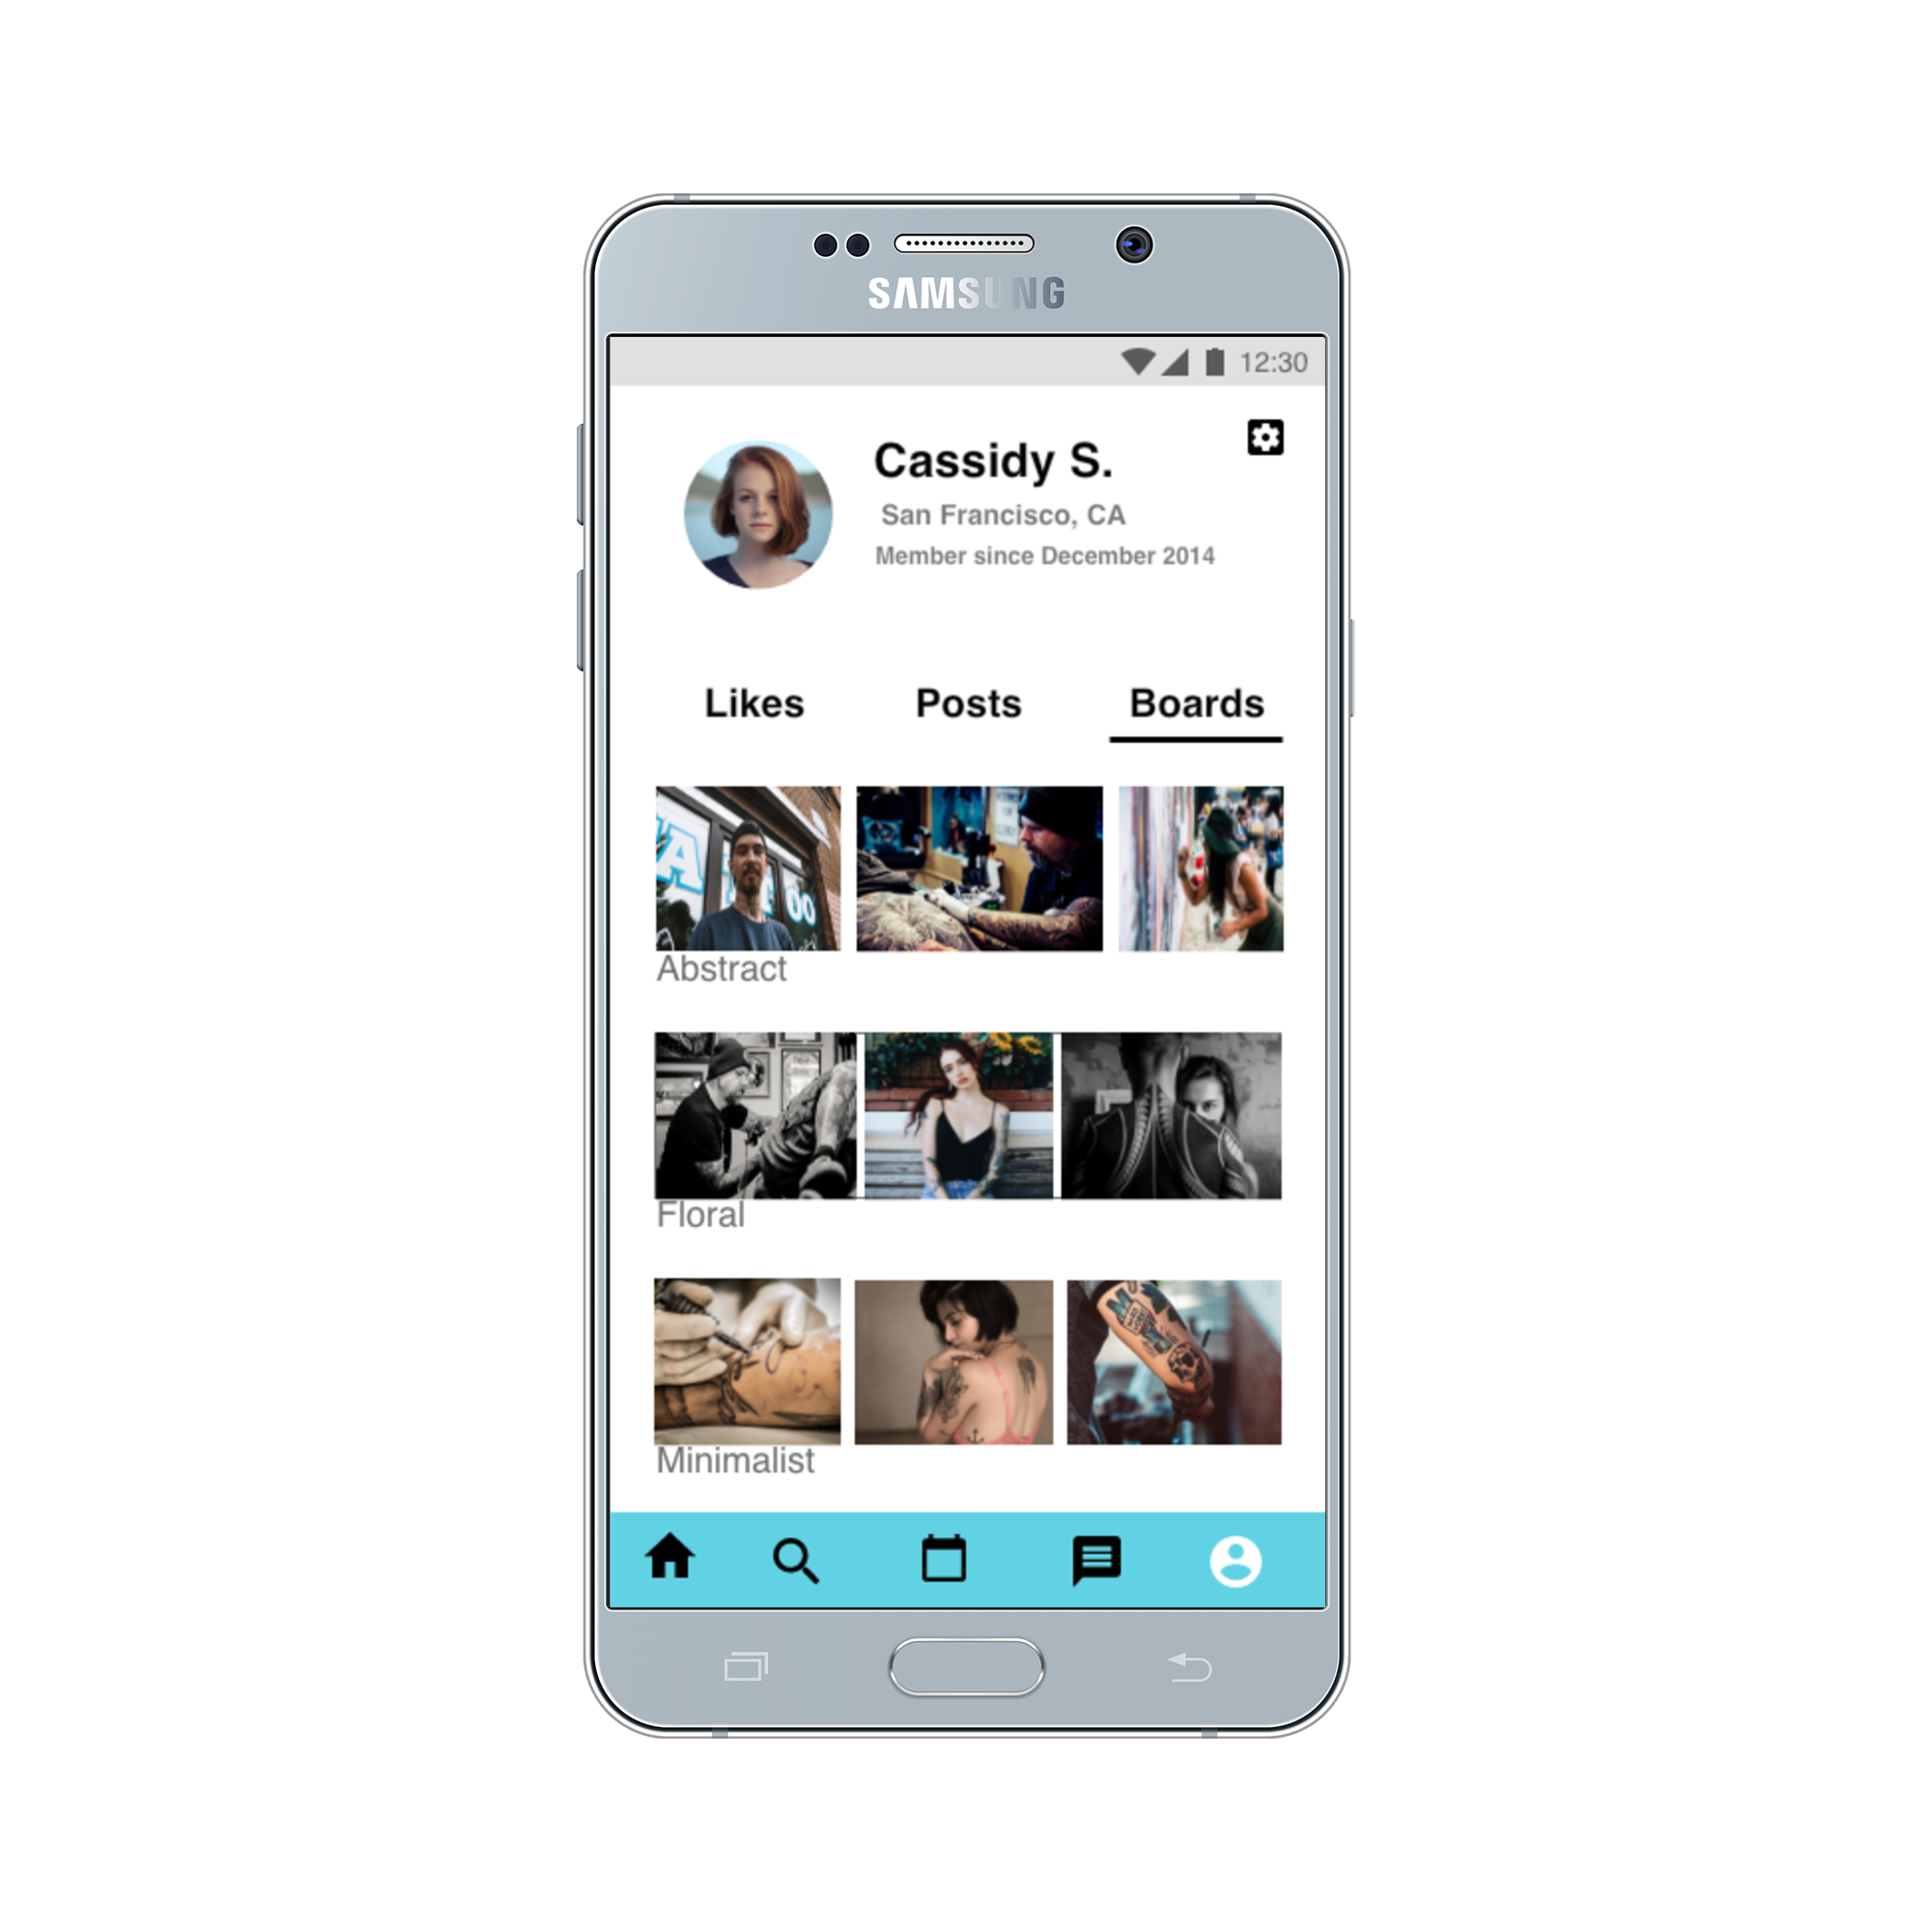 SAMSUNG
12:30
Cassidy S.
San Francisco, CA
Member since December 2014
Likes Posts Boards
Abstract
Floral
Minimalist